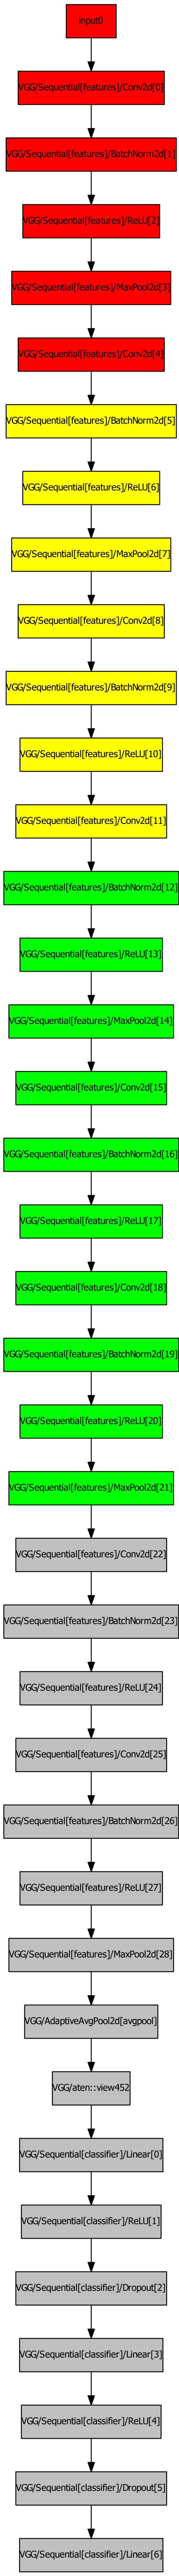 input0
VGG/Sequential[features]/Conv2d[0]
VGG/Sequential[features]/BatchNorm2d[1]
VGG/Sequential[features]/ReLU[2]
VGG/Sequential[features]/MaxPool2d[3]
VGG/Sequential[features]/Conv2d[4]
VGG/Sequential[features]/BatchNorm2d[5]
VGG/Sequential[features]/ReLU[6]
VGG/Sequential[features]/MaxPool2d[7]
VGG/Sequential[features]/Conv2d[8]
VGG/Sequential[features]/BatchNorm2d[9]
VGG/Sequential[features]/ReLU[10]
VGG/Sequential[features]/Conv2d[11]
VGG/Sequential[features]/BatchNorm2d[12]
VGG/Sequential[features]/ReLU[13]
VGG/Sequential[features]/MaxPool2d[14]
VGG/Sequential[features]/Conv2d[15]
VGG/Sequential[features]/BatchNorm2d[16]
VGG/Sequential[features]/ReLU[17]
VGG/Sequential[features]/Conv2d[18]
VGG/Sequential[features]/BatchNorm2d[19]
VGG/Sequential[features]/ReLU[20]
VGG/Sequential[features]/MaxPool2d[21]
VGG/Sequential[features]/Conv2d[22]
VGG/Sequential[features]/BatchNorm2d[23]
VGG/Sequential[features]/ReLU[24]
VGG/Sequential[features]/Conv2d[25]
VGG/Sequential[features]/BatchNorm2d[26]
VGG/Sequential[features]/ReLU[27]
VGG/Sequential[features]/MaxPool2d[28]
VGG/AdaptiveAvgPool2d[avgpool]
VGG/aten::view452
VGG/Sequential[classifier]/Linear[0]
VGG/Sequential[classifier]/ReLU[1]
VGG/Sequential[classifier]/Dropout[2]
VGG/Sequential[classifier]/Linear[3]
VGG/Sequential[classifier]/ReLU[4]
VGG/Sequential[classifier]/Dropout[5]
VGG/Sequential[classifier]/Linear[6]